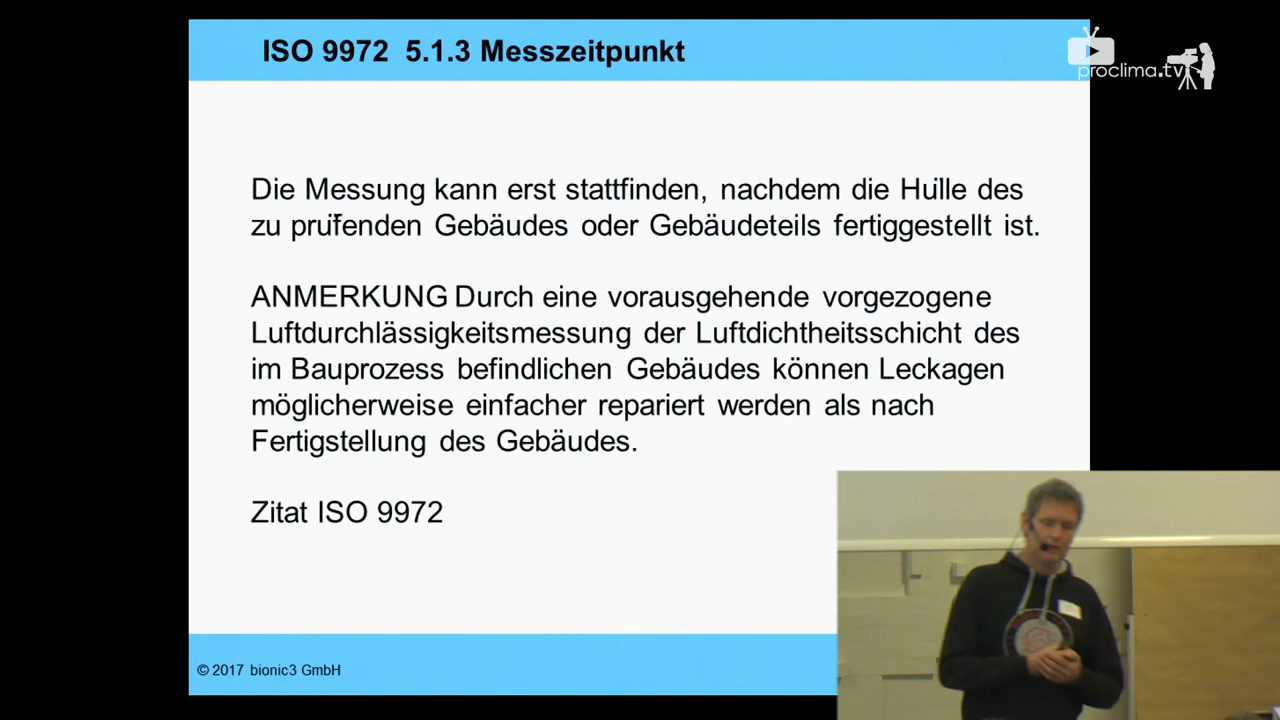 ISO 9972 5.1.3 Messzeitpunkt
proclima.tv
Die Messung kann erst stattfinden, nachdem die Hülle des
zu prüfenden Gebäudes oder Gebäudeteils fertiggestellt ist.
ANMERKUNG Durch eine vorausgehende vorgezogene
Luftdurchlässigkeitsmessung der Luftdichtheitsschicht des
im Bauprozess befindlichen Gebäudes können Leckagen
möglicherweise einfacher repariert werden als nach
Fertigstellung des Gebäudes.
Zitat ISO 9972
© 2017 bionic3 GmbH